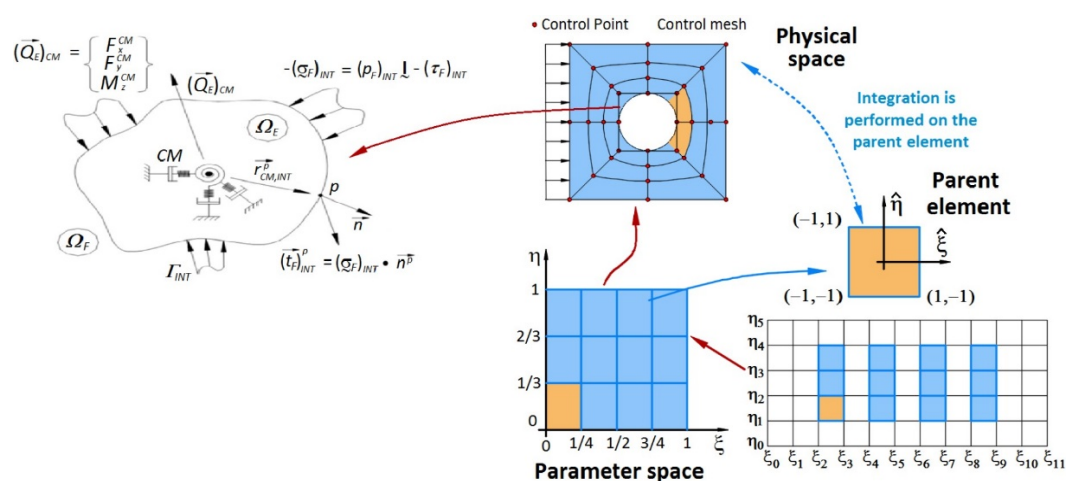 (Q_E)_CM = { F_x^CM F_y^CM M_z^CM }
(Q_E)_CM
-(σ_F)_INT = (p_F)_INT I - (τ_F)_INT
Ω_E
CM
r^p_CM,INT
p
n
Ω_F
Γ_INT
(t_F)^p_INT = (σ_F)_INT • n^p
Control Point
Control mesh
Physical
space
Integration is
performed on the
parent element
Parent
element
η̂
(−1,1)
ξ̂
(−1,−1)
(1,−1)
η
1
2/3
1/3
0
0 1/4 1/2 3/4 1 ξ
Parameter space
η5
η4
η3
η2
η1
η0
ξ0 ξ1 ξ2 ξ3 ξ4 ξ5 ξ6 ξ7 ξ8 ξ9 ξ10 ξ11